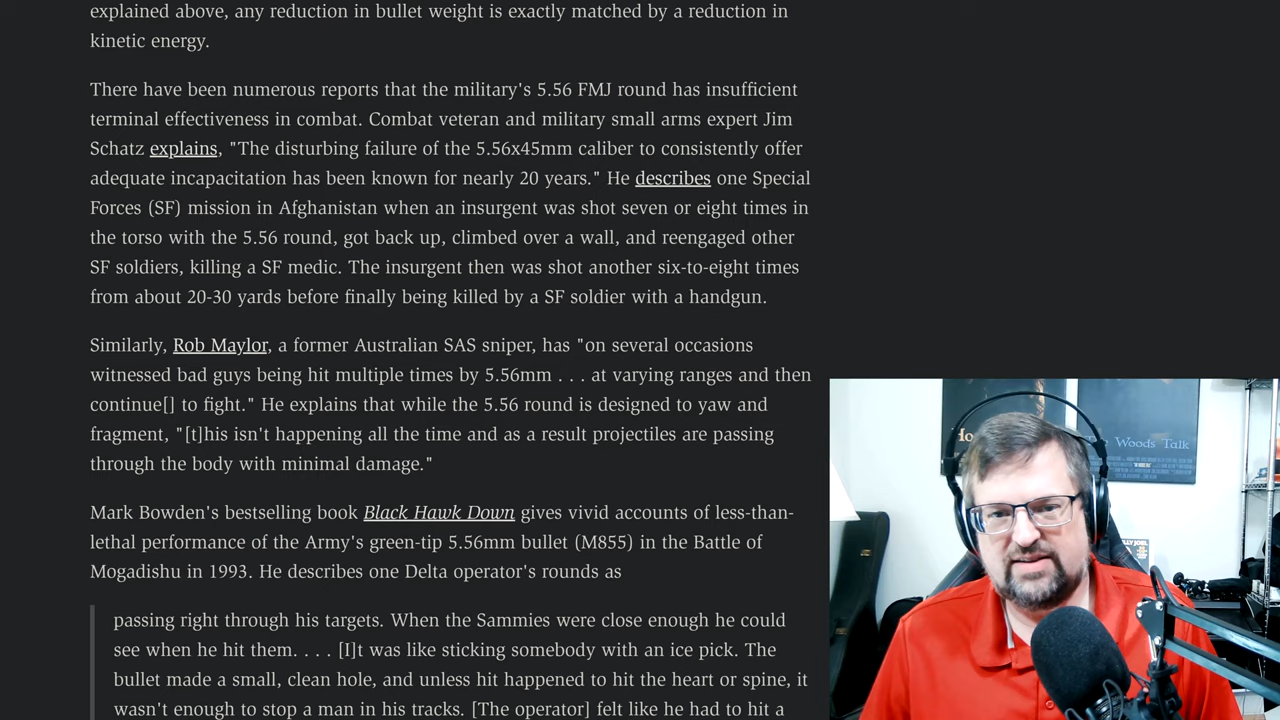 explained above, any reduction in bullet weight is exactly matched by a reduction in
kinetic energy.
There have been numerous reports that the military's 5.56 FMJ round has insufficient
terminal effectiveness in combat. Combat veteran and military small arms expert Jim
Schatz explains, "The disturbing failure of the 5.56x45mm caliber to consistently offer
adequate incapacitation has been known for nearly 20 years." He describes one Special
Forces (SF) mission in Afghanistan when an insurgent was shot seven or eight times in
the torso with the 5.56 round, got back up, climbed over a wall, and reengaged other
SF soldiers, killing a SF medic. The insurgent then was shot another six-to-eight times
from about 20-30 yards before finally being killed by a SF soldier with a handgun.
Similarly, Rob Maylor, a former Australian SAS sniper, has "on several occasions
witnessed bad guys being hit multiple times by 5.56mm . . . at varying ranges and then
continue[] to fight." He explains that while the 5.56 round is designed to yaw and
fragment, "[t]his isn't happening all the time and as a result projectiles are passing
through the body with minimal damage."
Mark Bowden's bestselling book Black Hawk Down gives vivid accounts of less-than-
lethal performance of the Army's green-tip 5.56mm bullet (M855) in the Battle of
Mogadishu in 1993. He describes one Delta operator's rounds as
passing right through his targets. When the Sammies were close enough he could
see when he hit them. . . . [I]t was like sticking somebody with an ice pick. The
bullet made a small, clean hole, and unless hit happened to hit the heart or spine, it
wasn't enough to stop a man in his tracks. [The operator] felt like he had to hit a
Woods Talk